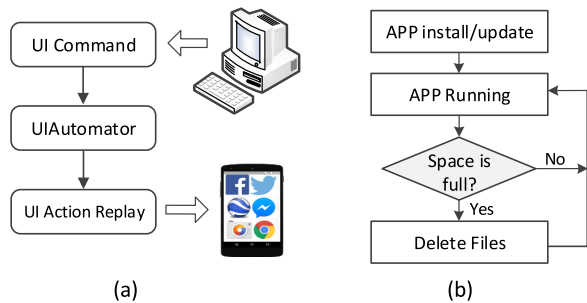 UI Command
UIAutomator
UI Action Replay
(a)
APP install/update
APP Running
Space is
full?
No
Yes
Delete Files
(b)